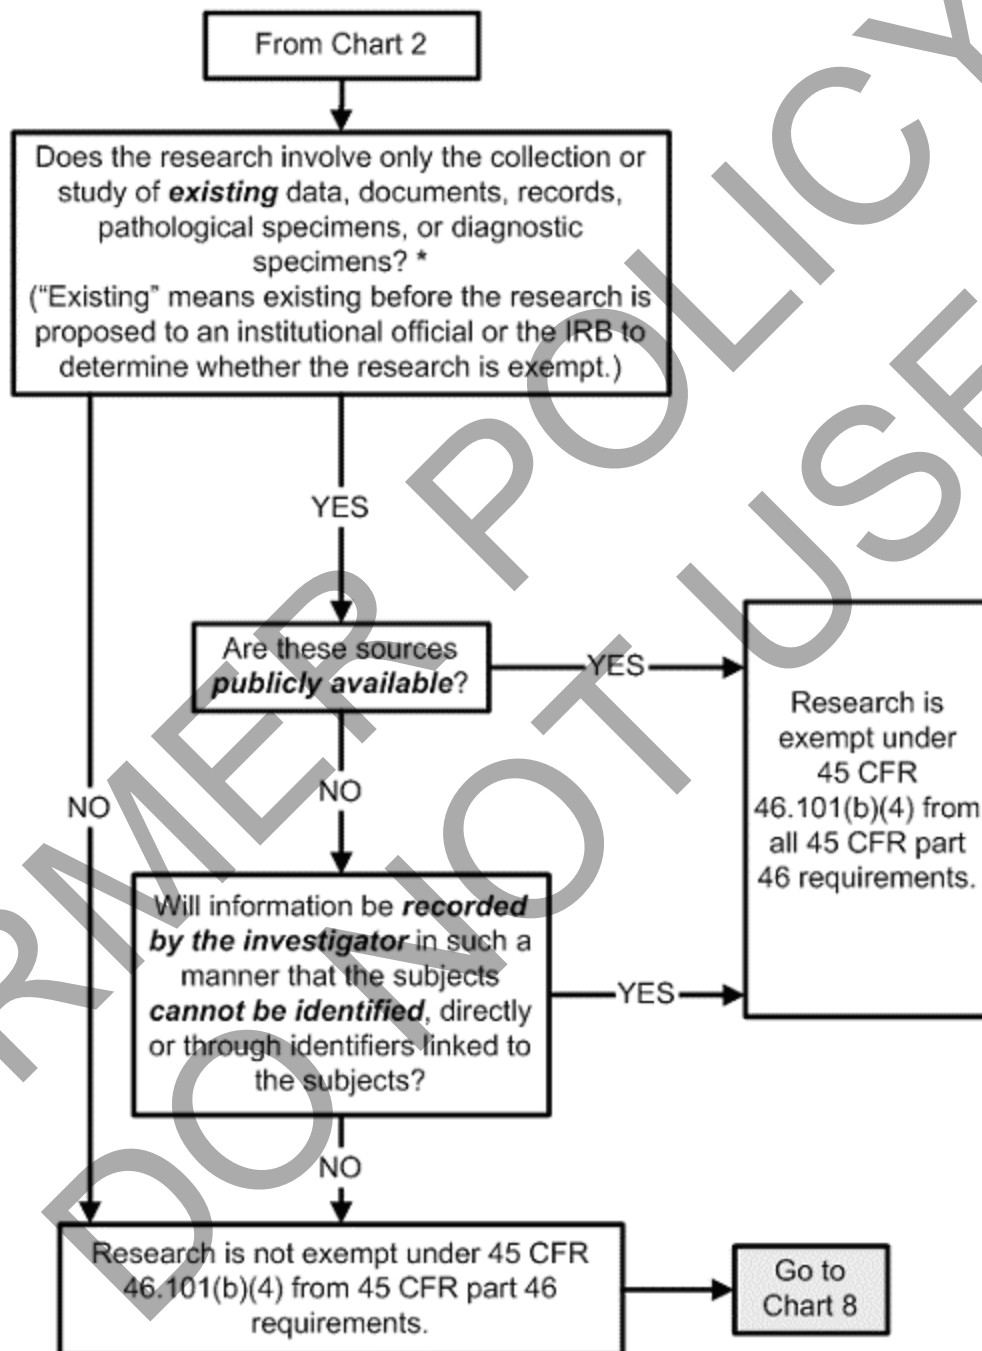 From Chart 2
Does the research involve only the collection or
study of existing data, documents, records,
pathological specimens, or diagnostic
specimens? *
(“Existing” means existing before the research is
proposed to an institutional official or the IRB to
determine whether the research is exempt.)
YES
Are these sources
publicly available?
YES
Research is
exempt under
45 CFR
46.101(b)(4) from
all 45 CFR part
46 requirements.
NO
NO
Will information be recorded
by the investigator in such a
manner that the subjects
cannot be identified, directly
or through identifiers linked to
the subjects?
YES
NO
Research is not exempt under 45 CFR
46.101(b)(4) from 45 CFR part 46
requirements.
Go to
Chart 8
RMER POLICY
DO NOT USE